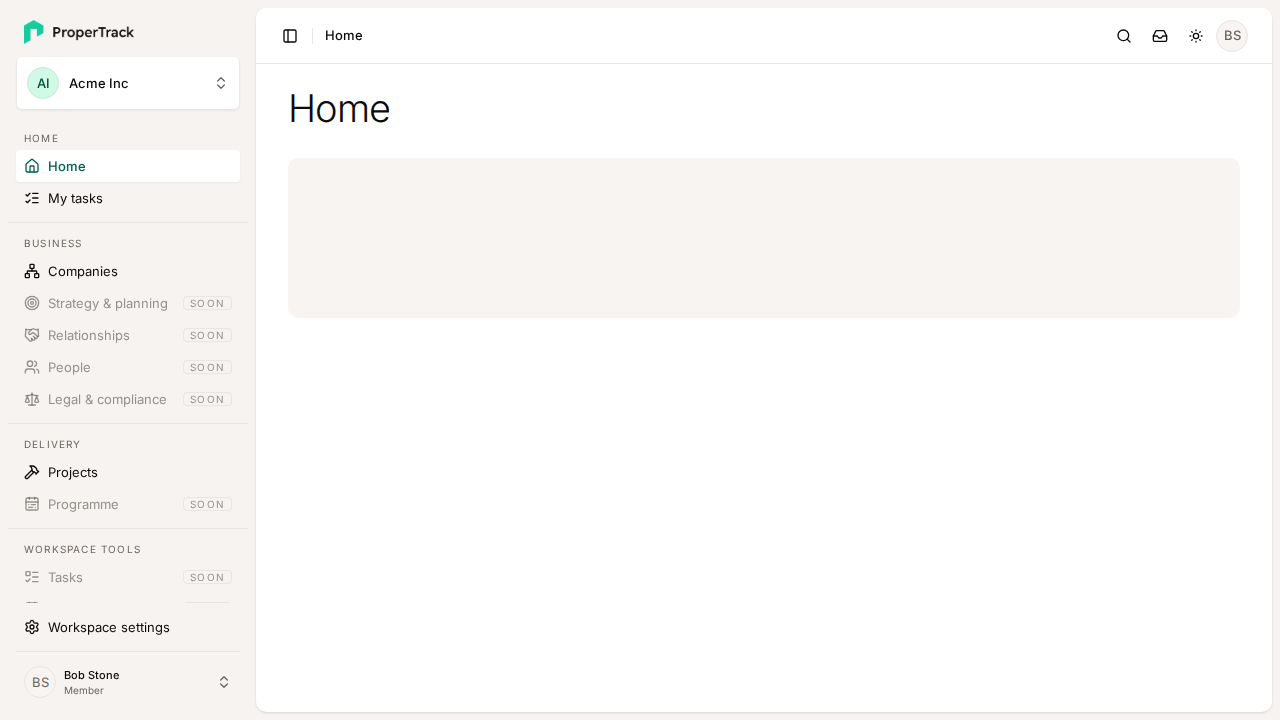 ProperTrack
AI
Acme Inc
HOME
Home
My tasks
BUSINESS
Companies
Strategy & planning SOON
Relationships SOON
People SOON
Legal & compliance SOON
DELIVERY
Projects
Programme SOON
WORKSPACE TOOLS
Tasks SOON
Workspace settings
BS
Bob Stone
Member
Home
BS
Home